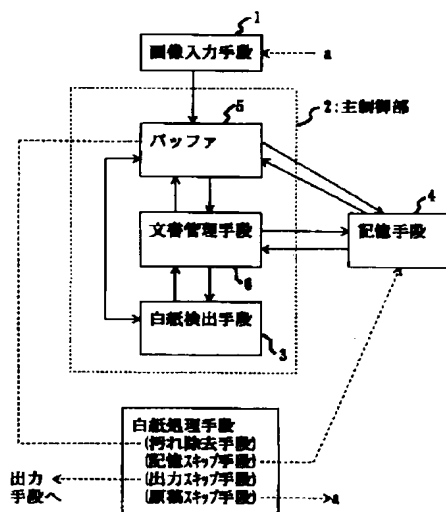 1
画像入力手段
a
2:主制御部
5
バッファ
4
文書管理手段
記憶手段
6
白紙検出手段
3
白紙処理手段
(汚れ除去手段)
(記憶スキップ手段)
出力
手段へ
(出力スキップ手段)
(原稿スキップ手段)
a